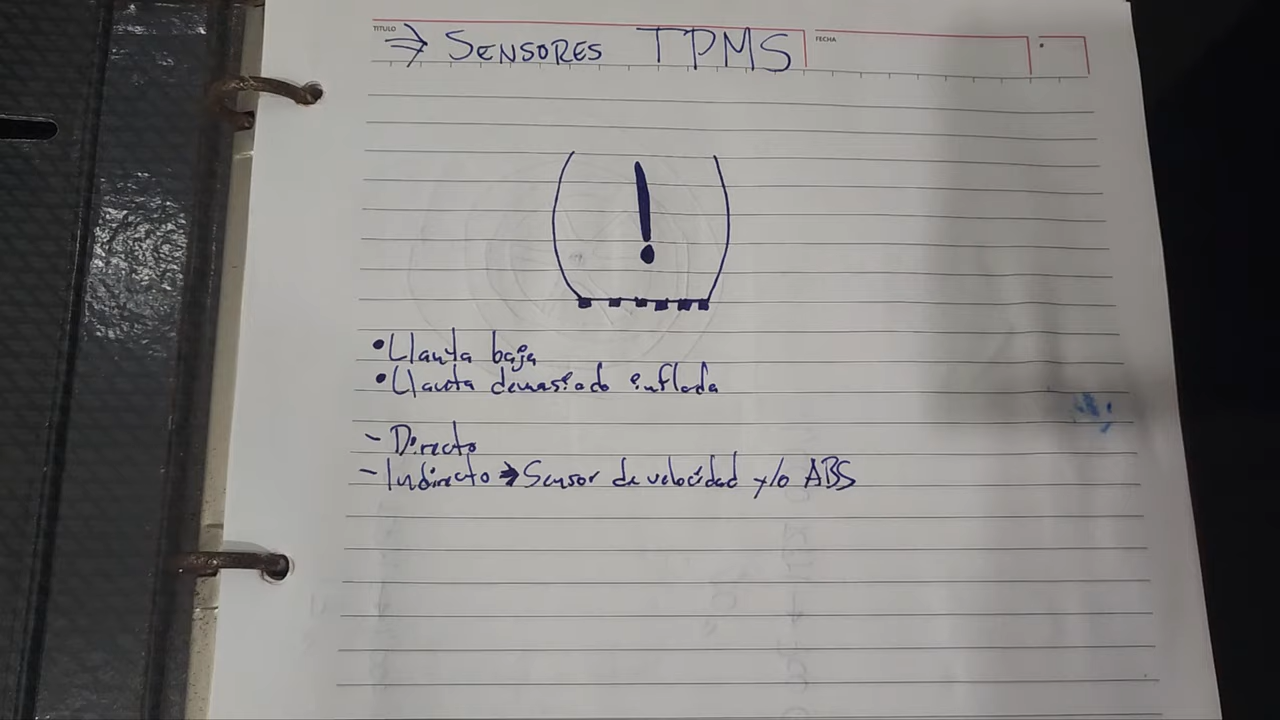 TITULO
FECHA
⇒ SENSORES TPMS
!
• Llanta baja
• Llanta demasiado inflada
- Directo
- Indirecto → Sensor de velocidad y/o ABS